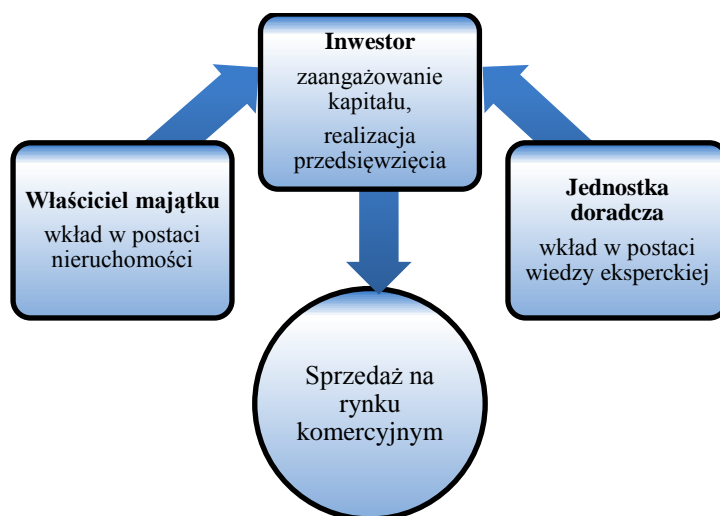 Inwestor
zaangażowanie
kapitału,
realizacja
przedsięwzięcia
Właściciel majątku
wkład w postaci
nieruchomości
Jednostka
doradcza
wkład w postaci
wiedzy eksperckiej
Sprzedaż na
rynku
komercyjnym